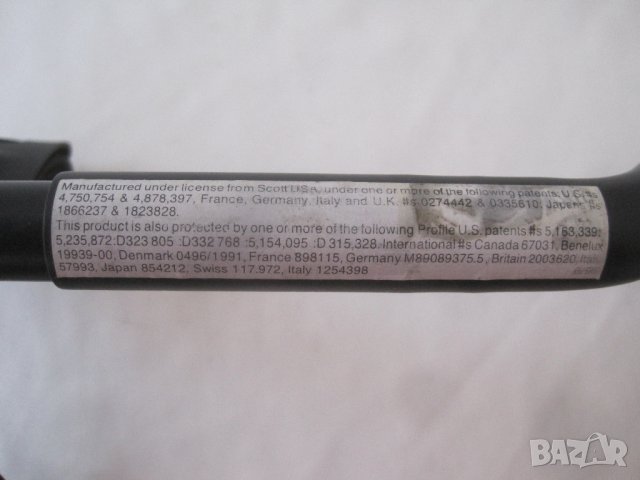 Manufactured under license from Scott USA, under one or more of the following patents: U.S. #s
4,750,754 & 4,878,397, France, Germany, Italy and U.K. #s 0274442 & 0335610; Japan #s
1866237 & 1823828.
This product is also protected by one or more of the following Profile U.S. patents #s 5,163,339;
5,235,872:D323 805 :D332 768 :5,154,095 :D 315,328. International #s Canada 67031, Benelux
19939-00, Denmark 0496/1991, France 898115, Germany M89089375.5, Britain 2003620, Italy
57993, Japan 854212, Swiss 117.972, Italy 1254398
BAZAR